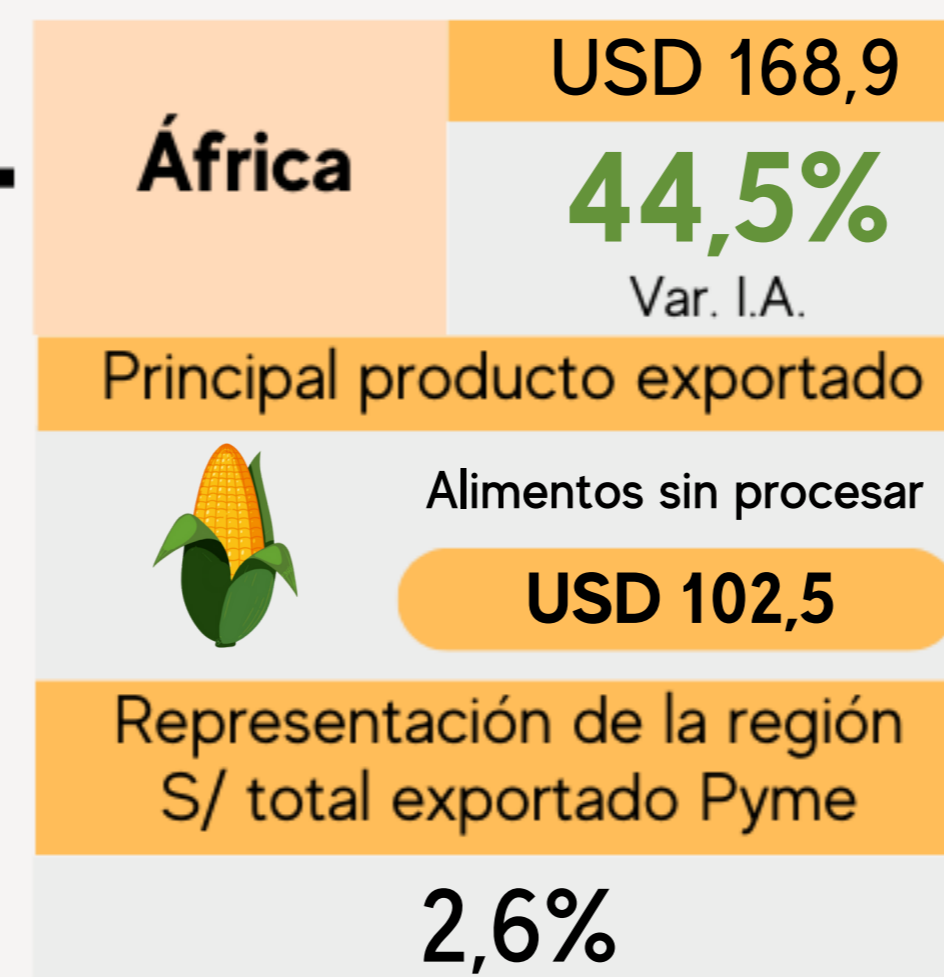 África
USD 168,9
44,5%
Var. I.A.
Principal producto exportado
Alimentos sin procesar
USD 102,5
Representación de la región
S/ total exportado Pyme
2,6%